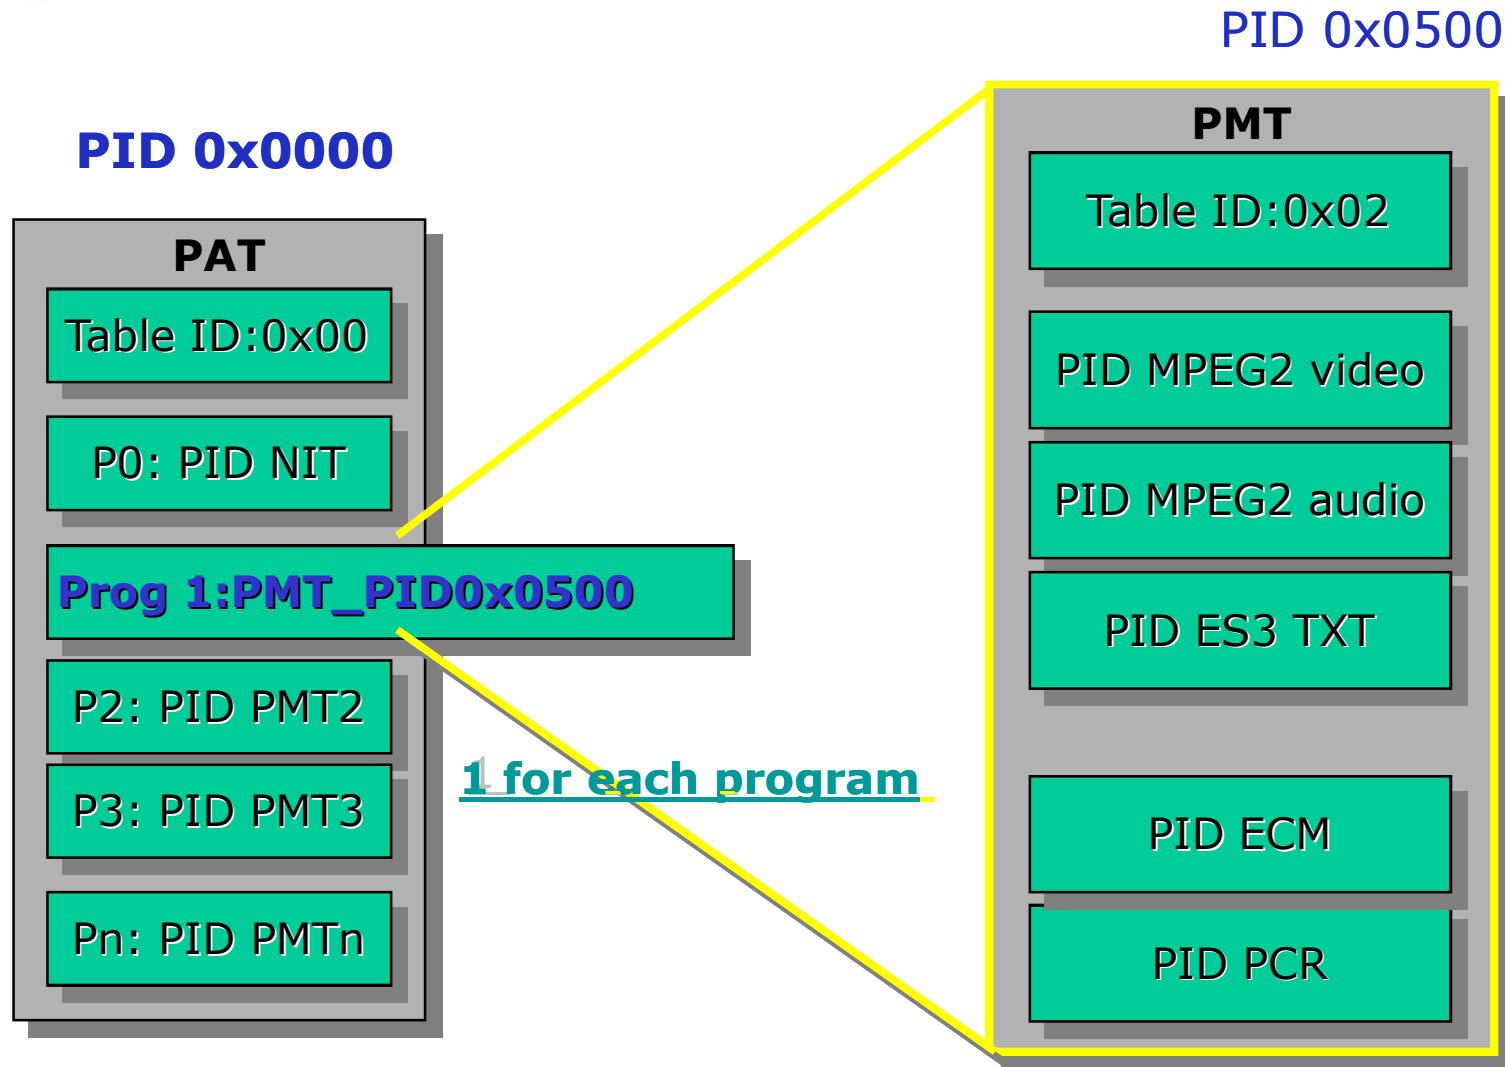 PID 0x0000
PAT
Table ID:0x00
P0: PID NIT
Prog 1:PMT_PID0x0500
P2: PID PMT2
P3: PID PMT3
Pn: PID PMTn
1 for each program
PID 0x0500
PMT
Table ID:0x02
PID MPEG2 video
PID MPEG2 audio
PID ES3 TXT
PID ECM
PID PCR